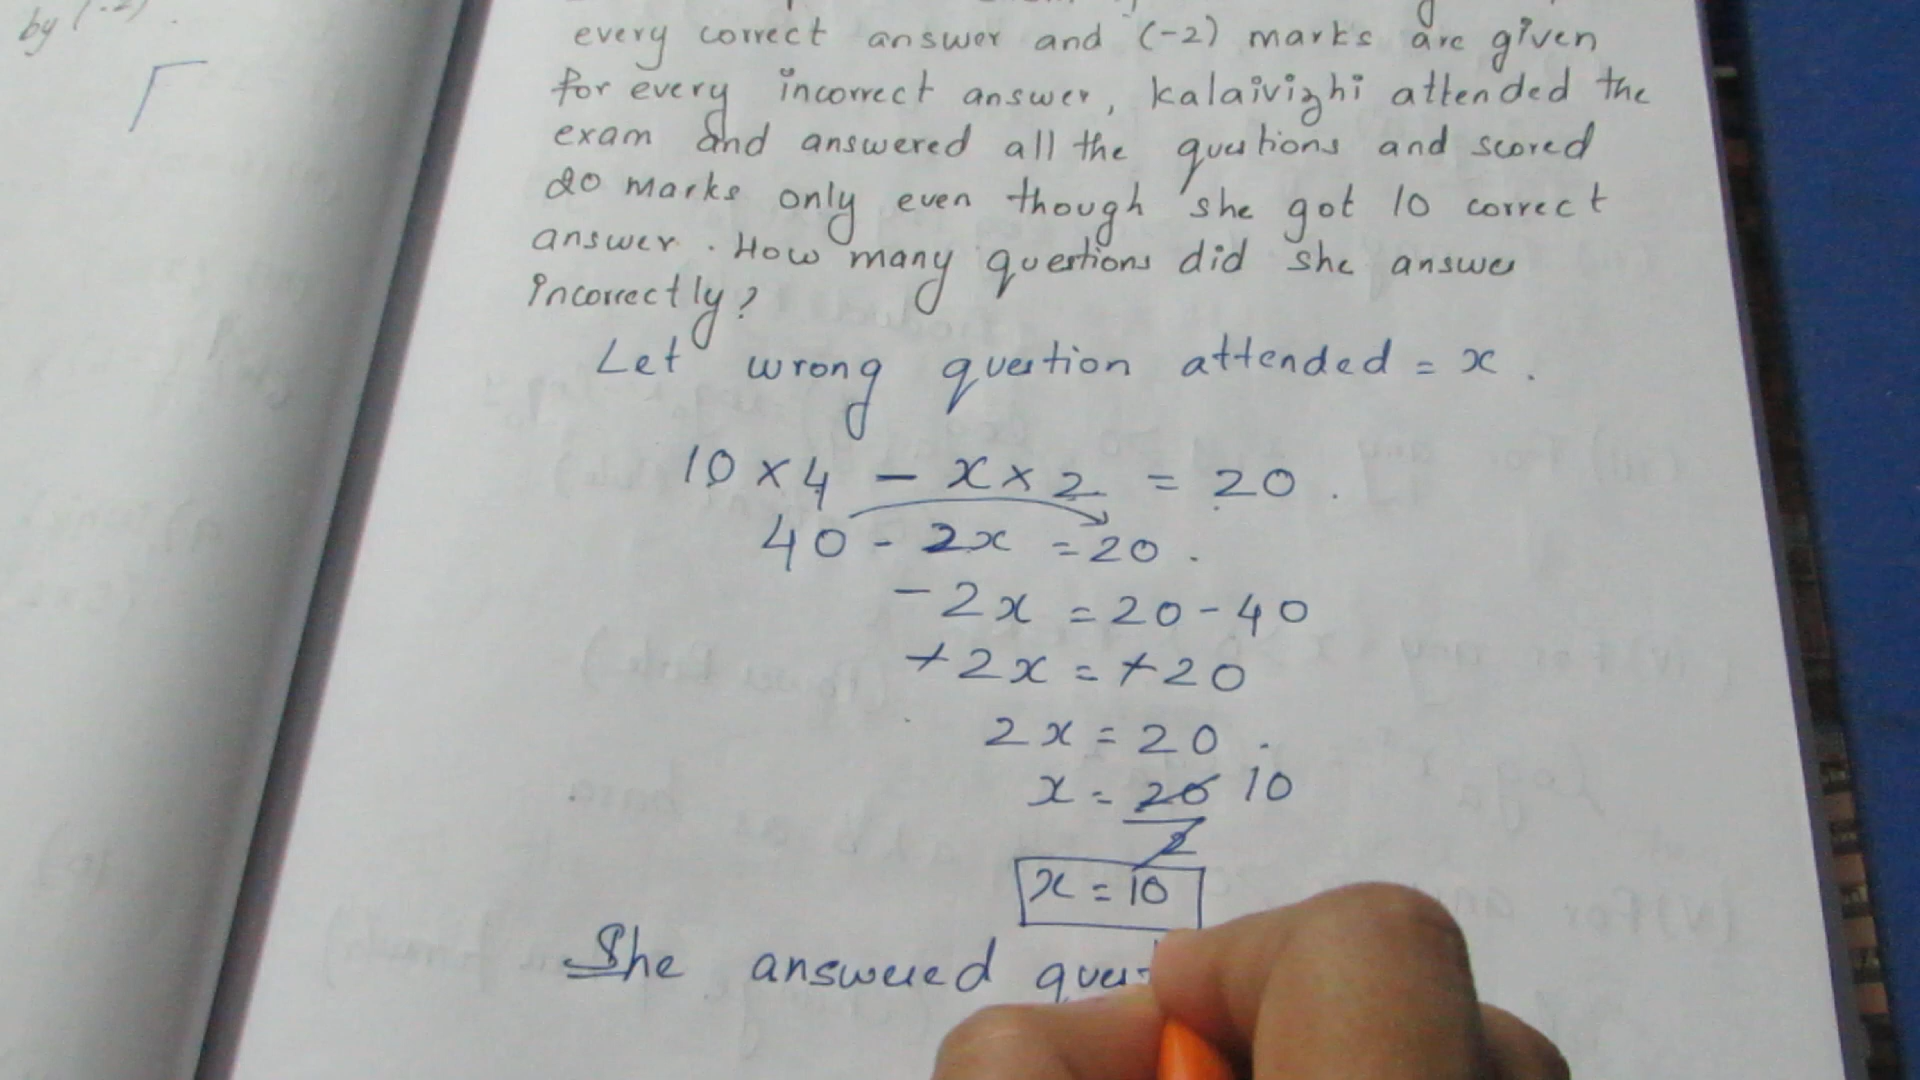 by (-2).
every correct answer and (-2) marks are given
for every incorrect answer, kalaivizhi attended the
exam and answered all the questions and scored
20 marks only even though she got 10 correct
answer. How many questions did she answer
incorrectly?
Let wrong question attended = x.
10 × 4 - x × 2 = 20.
40 - 2x = 20.
-2x = 20 - 40
+2x = +20
2x = 20.
x = 20/2 10
x = 10
She answered quest